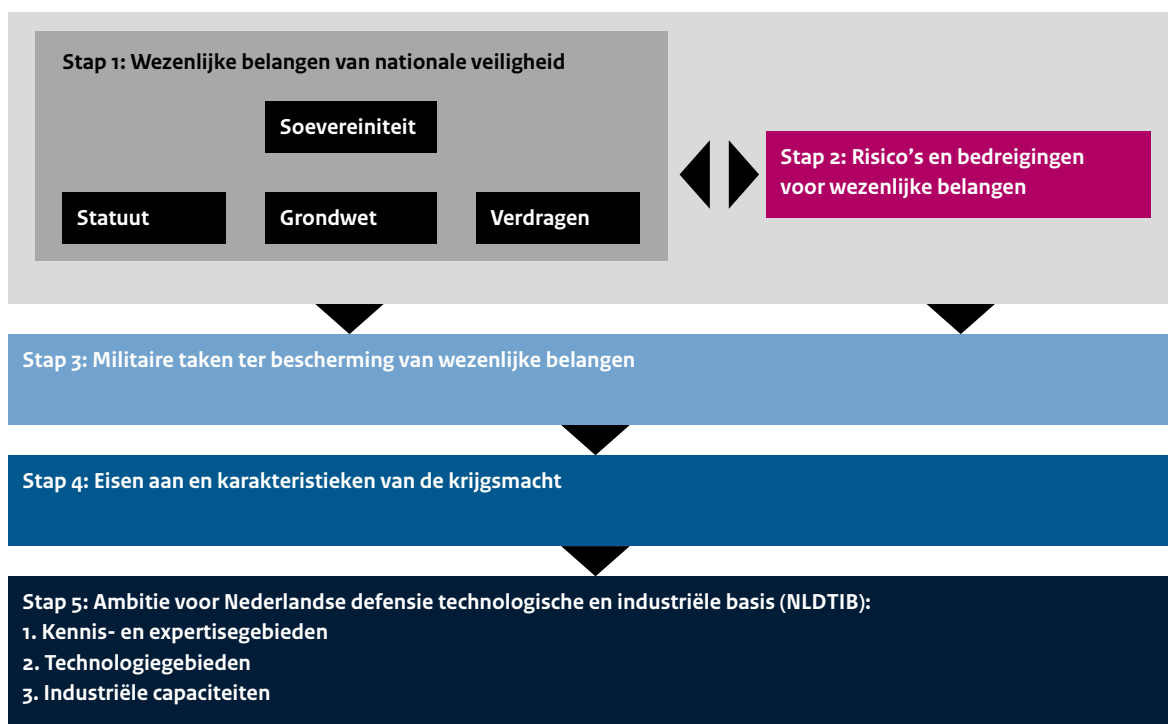 Stap 1: Wezenlijke belangen van nationale veiligheid
Soevereiniteit
Statuut
Grondwet
Verdragen
Stap 2: Risico's en bedreigingen
voor wezenlijke belangen
Stap 3: Militaire taken ter bescherming van wezenlijke belangen
Stap 4: Eisen aan en karakteristieken van de krijgsmacht
Stap 5: Ambitie voor Nederlandse defensie technologische en industriële basis (NLDTIB):
1. Kennis- en expertisegebieden
2. Technologiegebieden
3. Industriële capaciteiten